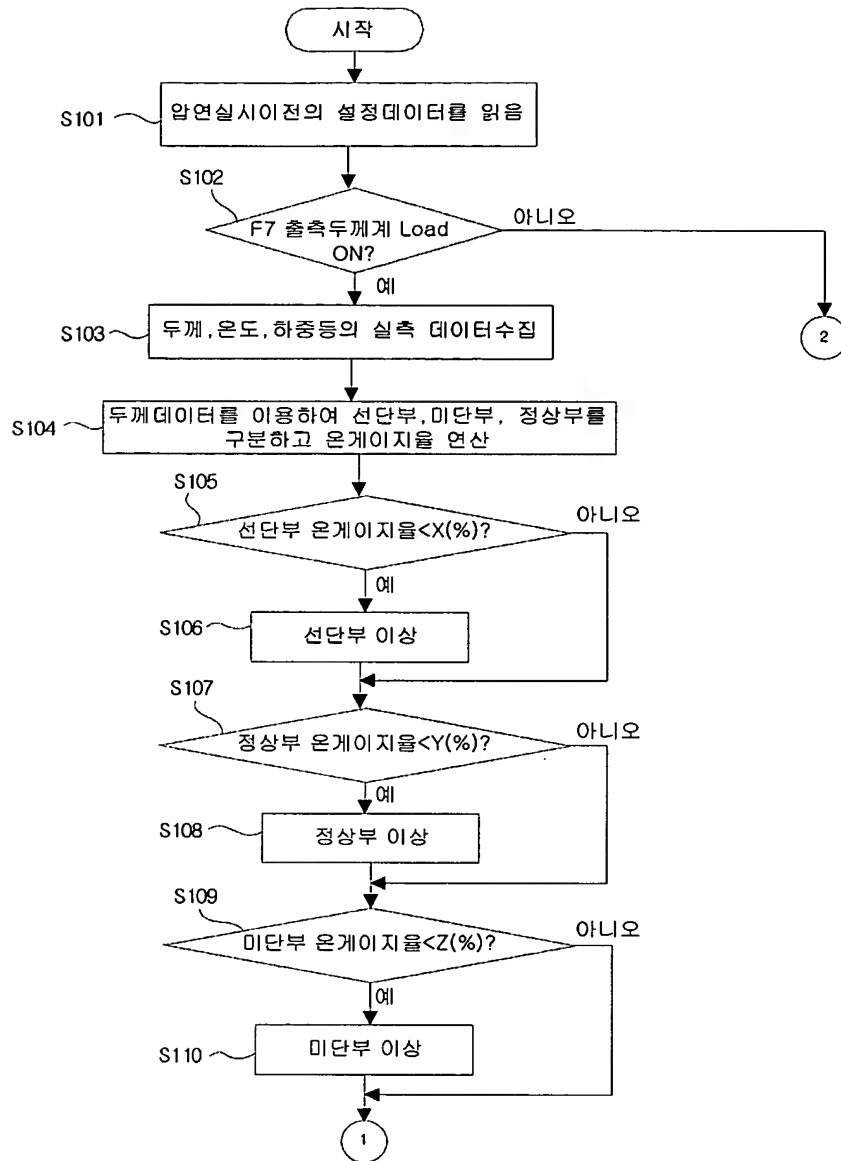 시작
S101
압연실시이전의 설정데이터를 읽음
S102
F7 출측두께계 Load
ON?
아니오
예
S103
두께,온도,하중등의 실측 데이터수집
2
S104
두께데이터를 이용하여 선단부,미단부, 정상부를
구분하고 온게이지율 연산
S105
선단부 온게이지율<X(%)?
아니오
예
S106
선단부 이상
S107
정상부 온게이지율<Y(%)?
아니오
예
S108
정상부 이상
S109
미단부 온게이지율<Z(%)?
아니오
예
S110
미단부 이상
1